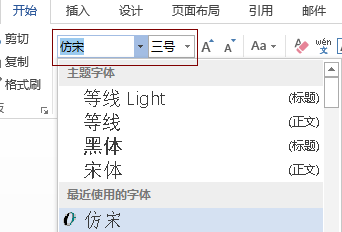 开始 插入 设计 页面布局 引用 邮件
剪切
复制
格式刷
仿宋 三号 A A Aa wén
主题字体
等线 Light (标题)
等线 (正文)
黑体 (标题)
宋体 (正文)
最近使用的字体
O 仿宋